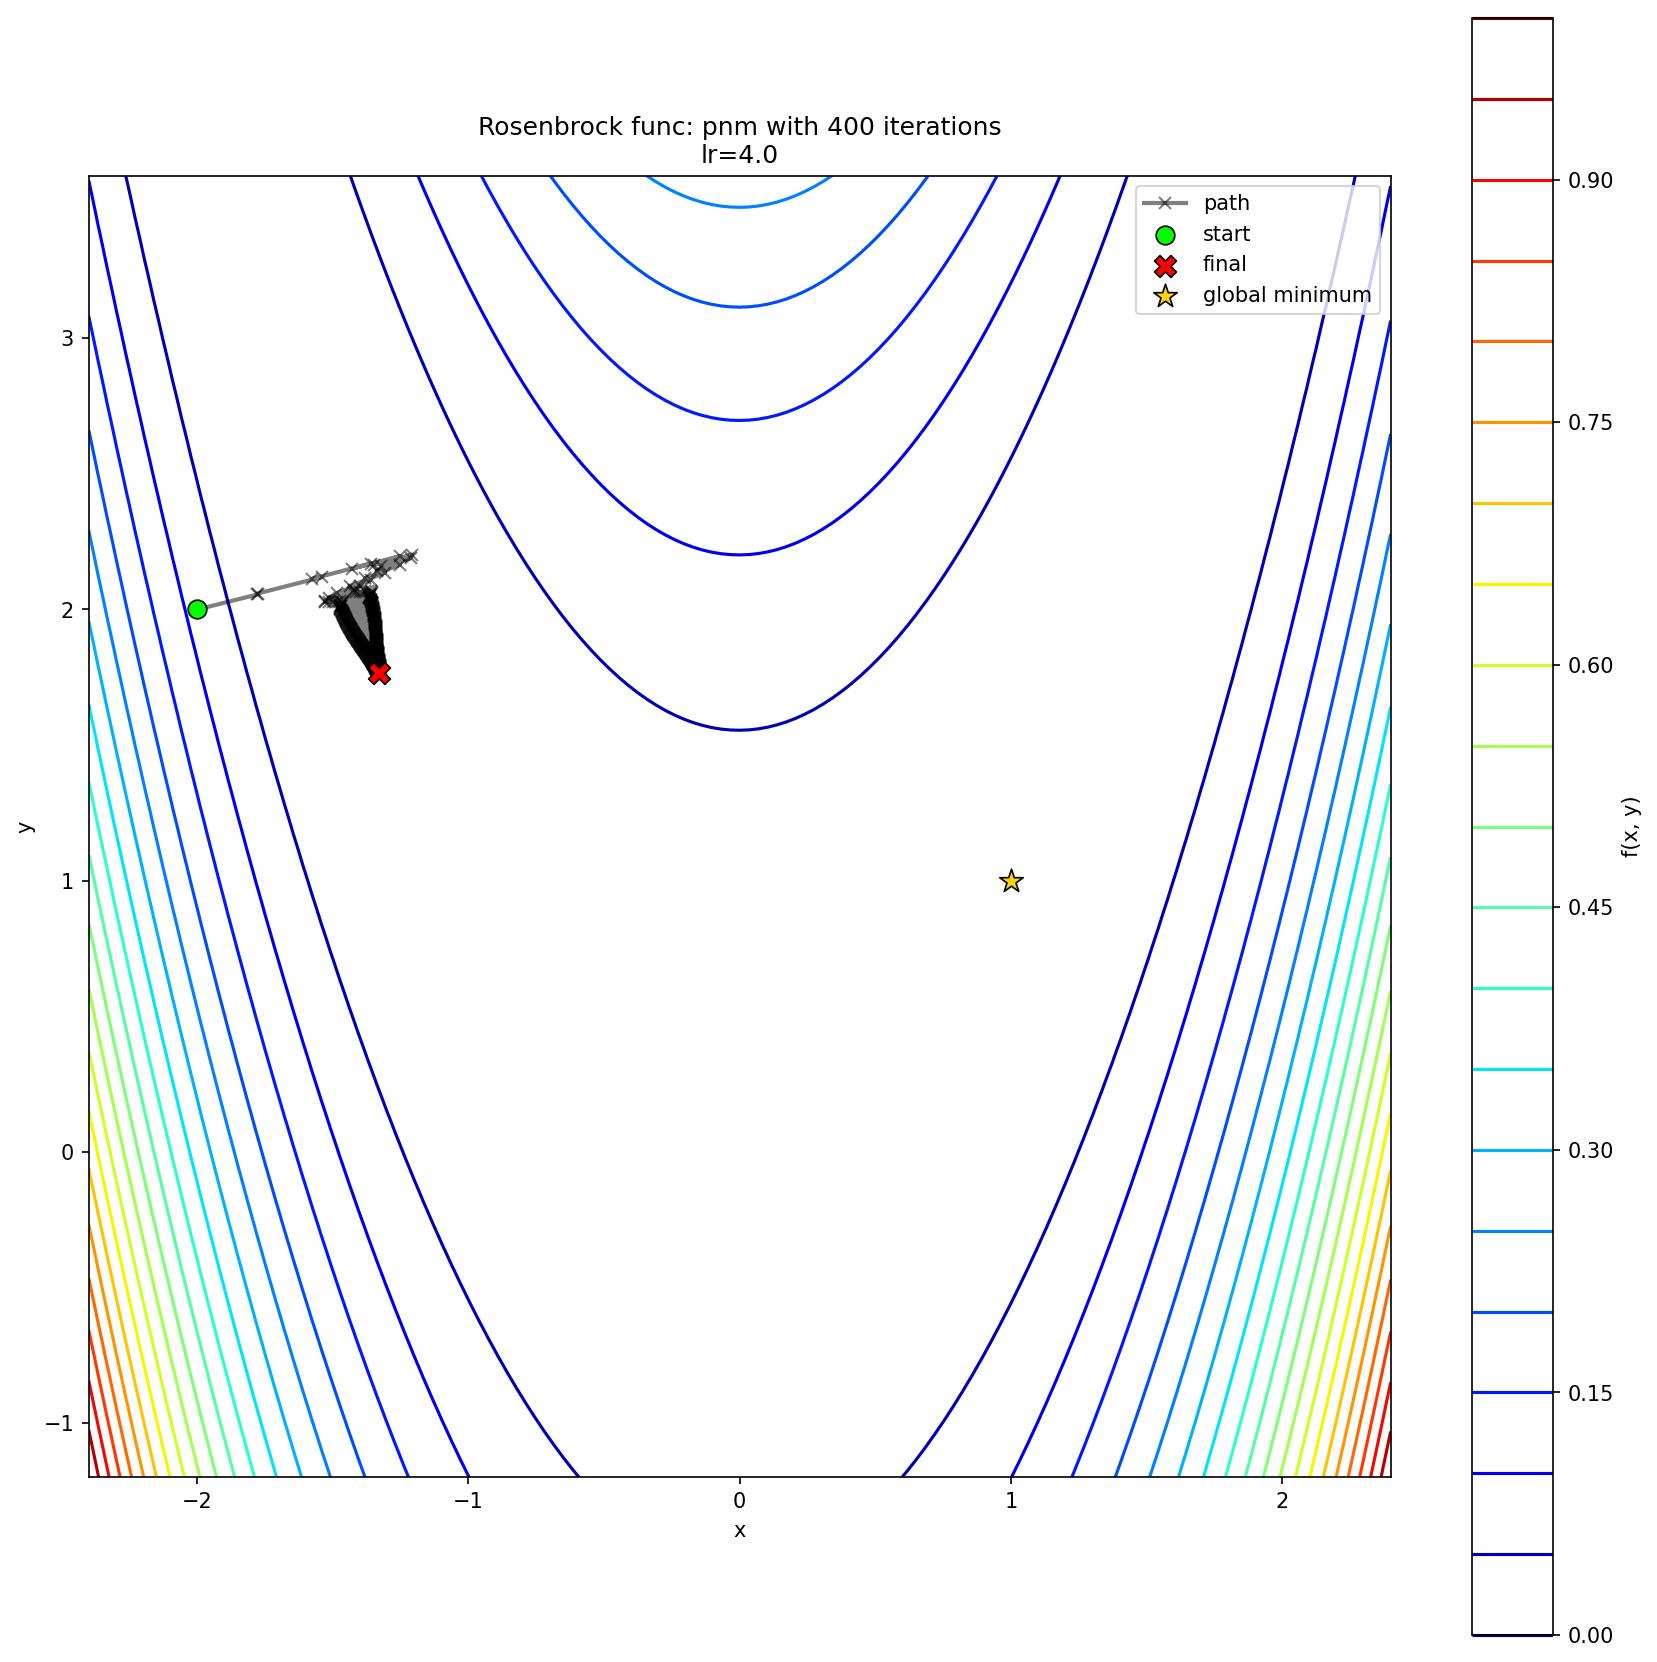 Rosenbrock func: pnm with 400 iterations
lr=4.0
path
start
final
global minimum
3
2
1
0
−1
y
−2
−1
0
1
2
x
0.90
0.75
0.60
0.45
0.30
0.15
0.00
f(x, y)